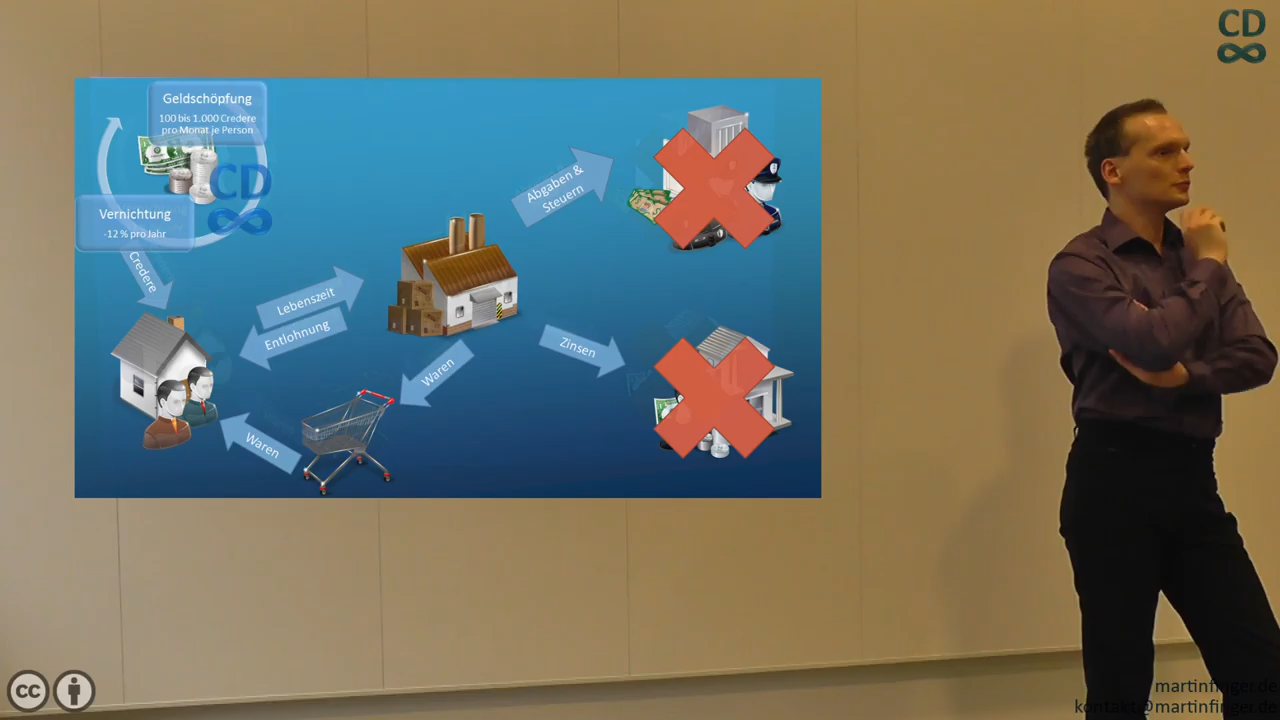 CD
Geldschöpfung
100 bis 1.000 Credere
pro Monat je Person
CD
Vernichtung
-12 % pro Jahr
Credere
Abgaben &
Steuern
Lebenszeit
Entlohnung
Zinsen
Waren
Waren
cc
martinfinger.de
kontakt@martinfinger.de